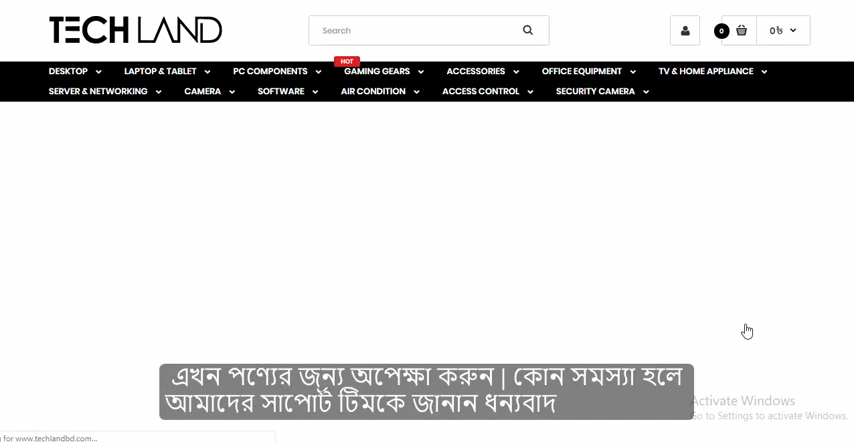 TECH LAND
Search
0
0৳
HOT
DESKTOP LAPTOP & TABLET PC COMPONENTS GAMING GEARS ACCESSORIES OFFICE EQUIPMENT TV & HOME APPLIANCE
SERVER & NETWORKING CAMERA SOFTWARE AIR CONDITION ACCESS CONTROL SECURITY CAMERA
এখন পণ্যের জন্য অপেক্ষা করুন | কোন সমস্যা হলে
আমাদের সাপোর্ট টিমকে জানান ধন্যবাদ
Activate Windows
Go to Settings to activate Windows.
for www.techlandbd.com...